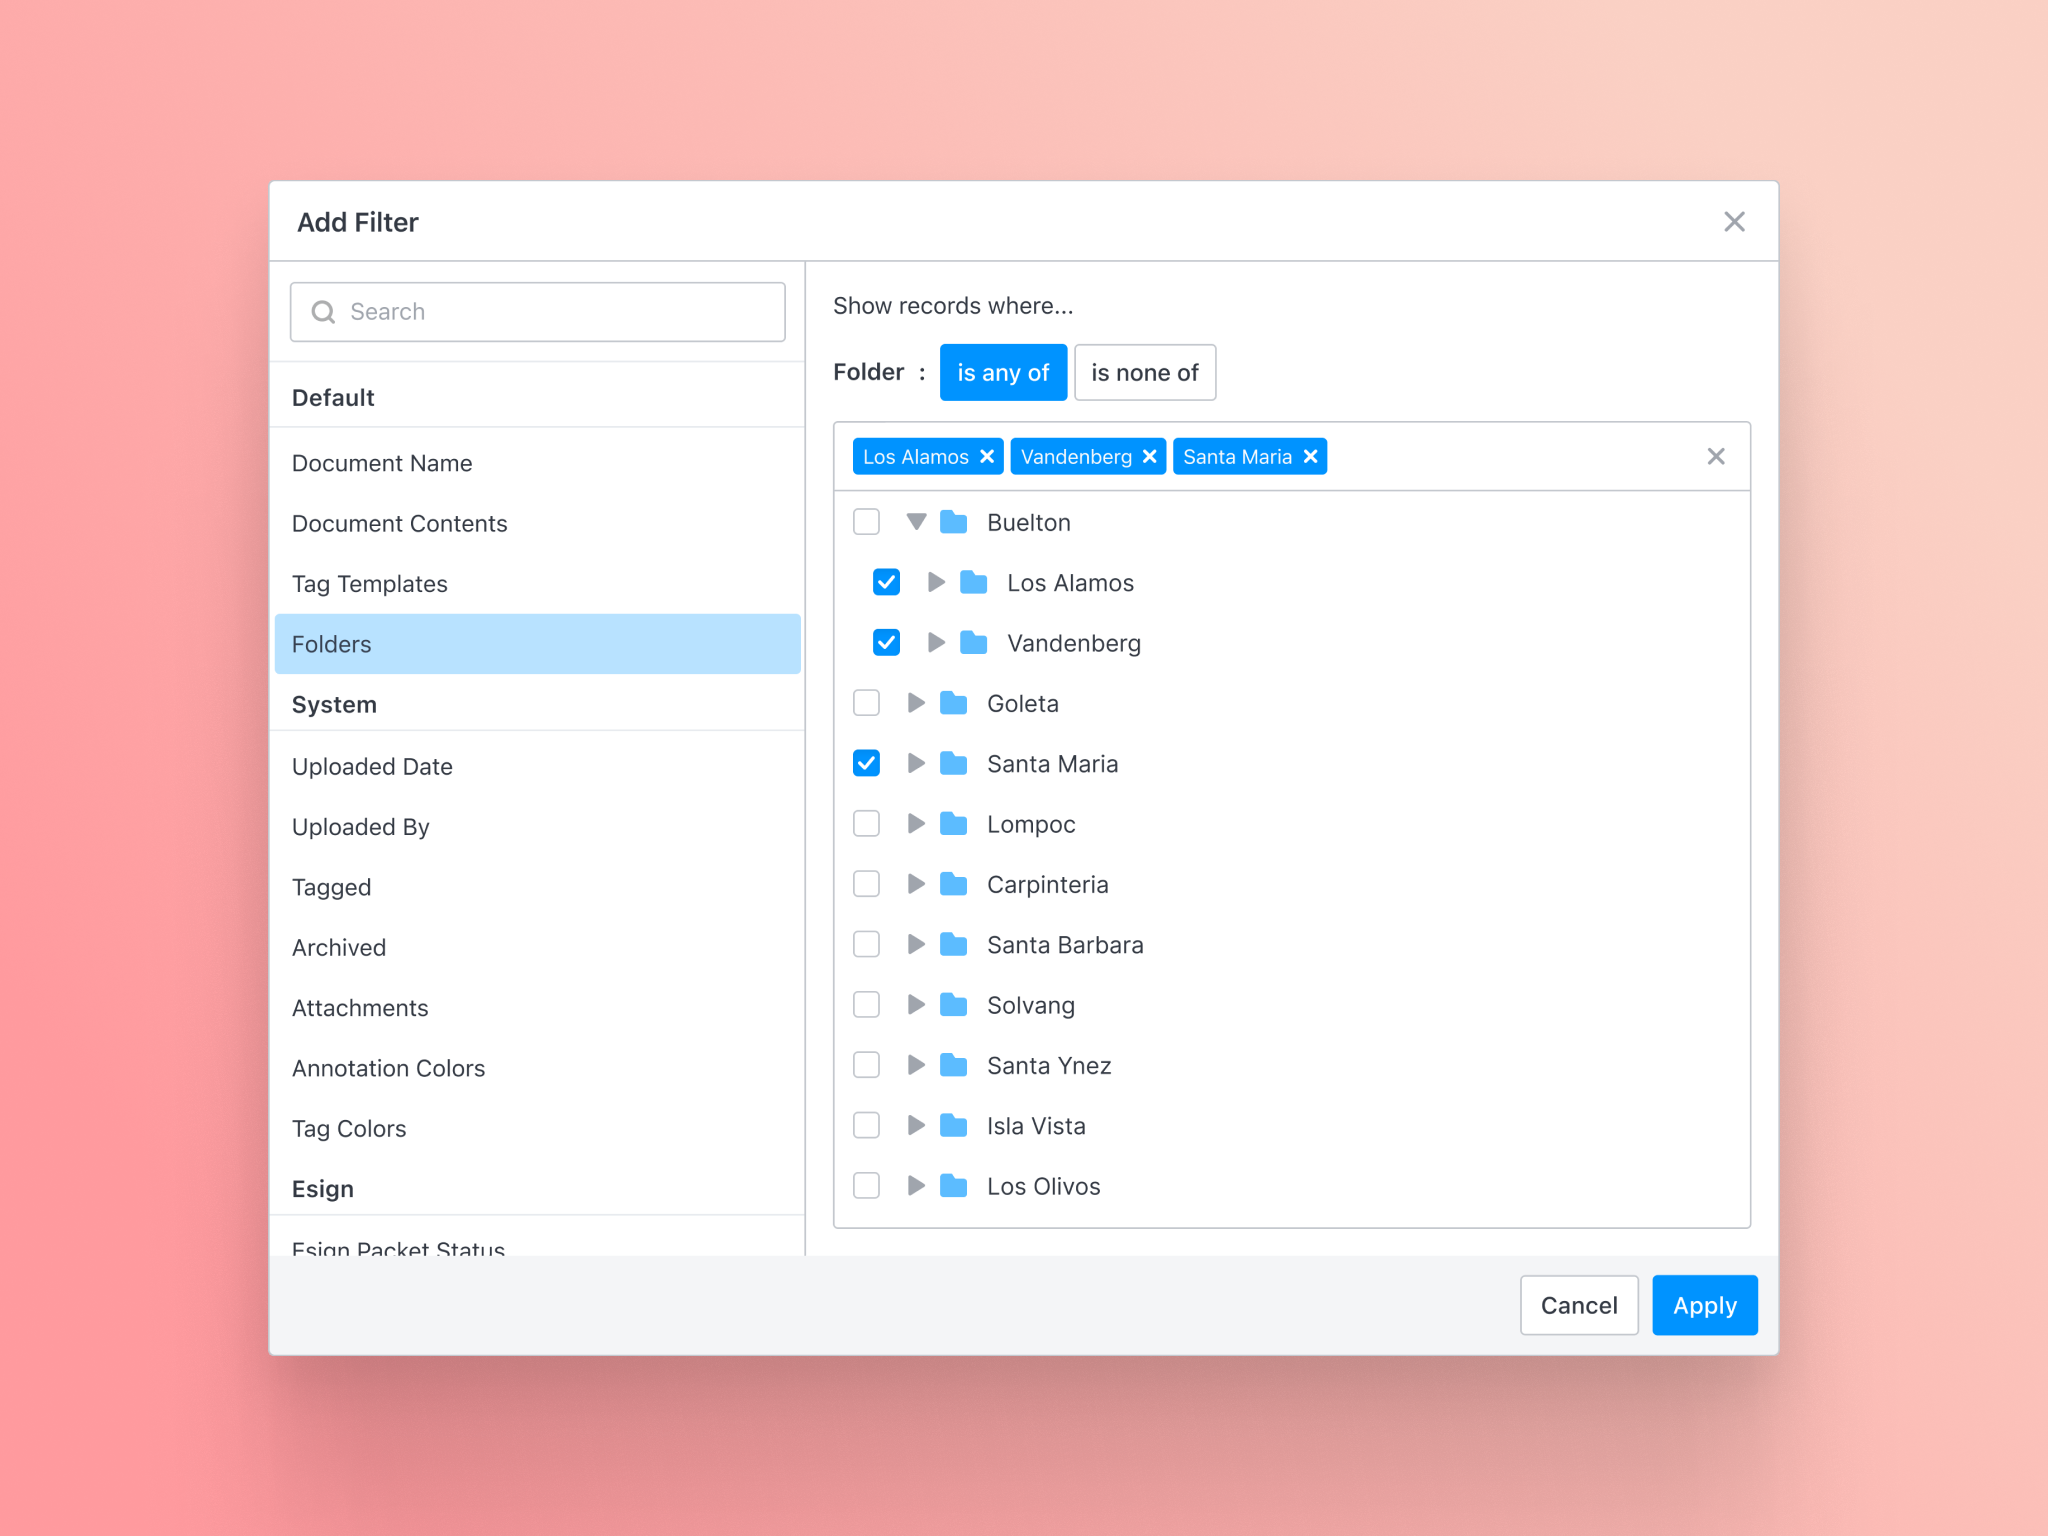 Add Filter
Search
Default
Document Name
Document Contents
Tag Templates
Folders
System
Uploaded Date
Uploaded By
Tagged
Archived
Attachments
Annotation Colors
Tag Colors
Esign
Esign Packet Status
Show records where...
Folder : is any of is none of
Los Alamos Vandenberg Santa Maria
Buelton
Los Alamos
Vandenberg
Goleta
Santa Maria
Lompoc
Carpinteria
Santa Barbara
Solvang
Santa Ynez
Isla Vista
Los Olivos
Cancel Apply